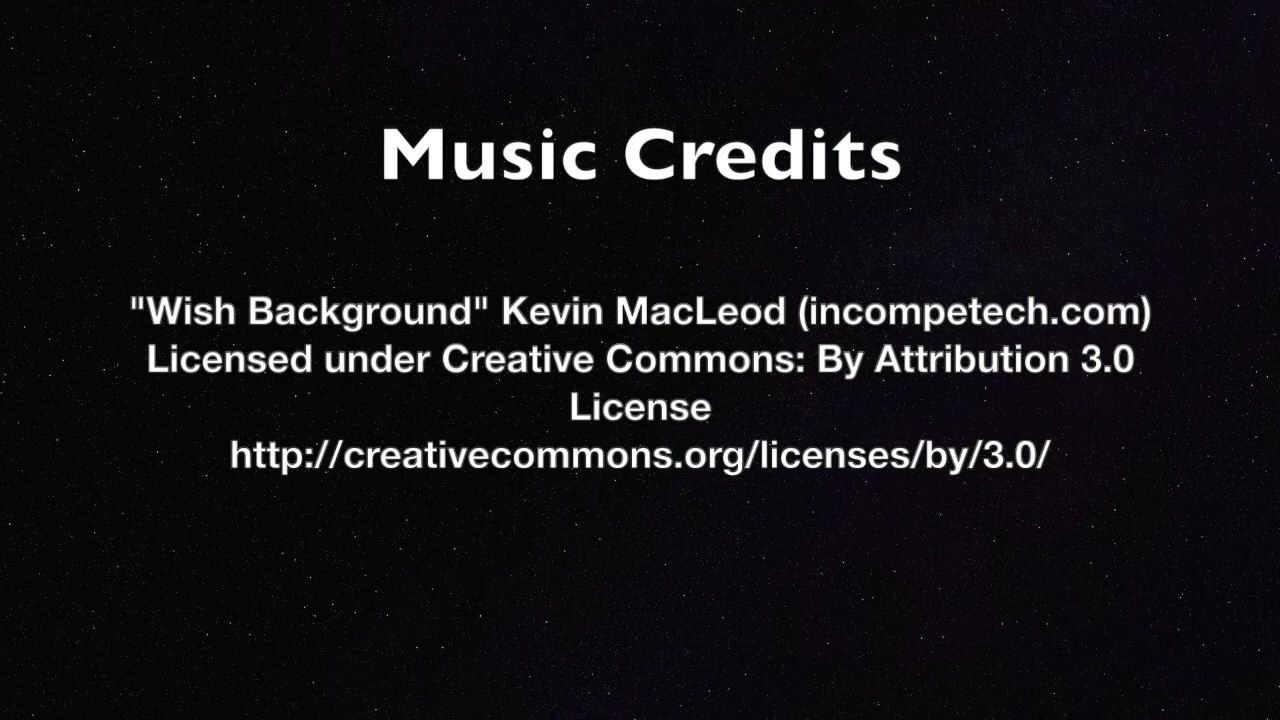 Music Credits
"Wish Background" Kevin MacLeod (incompetech.com)
Licensed under Creative Commons: By Attribution 3.0
License
http://creativecommons.org/licenses/by/3.0/